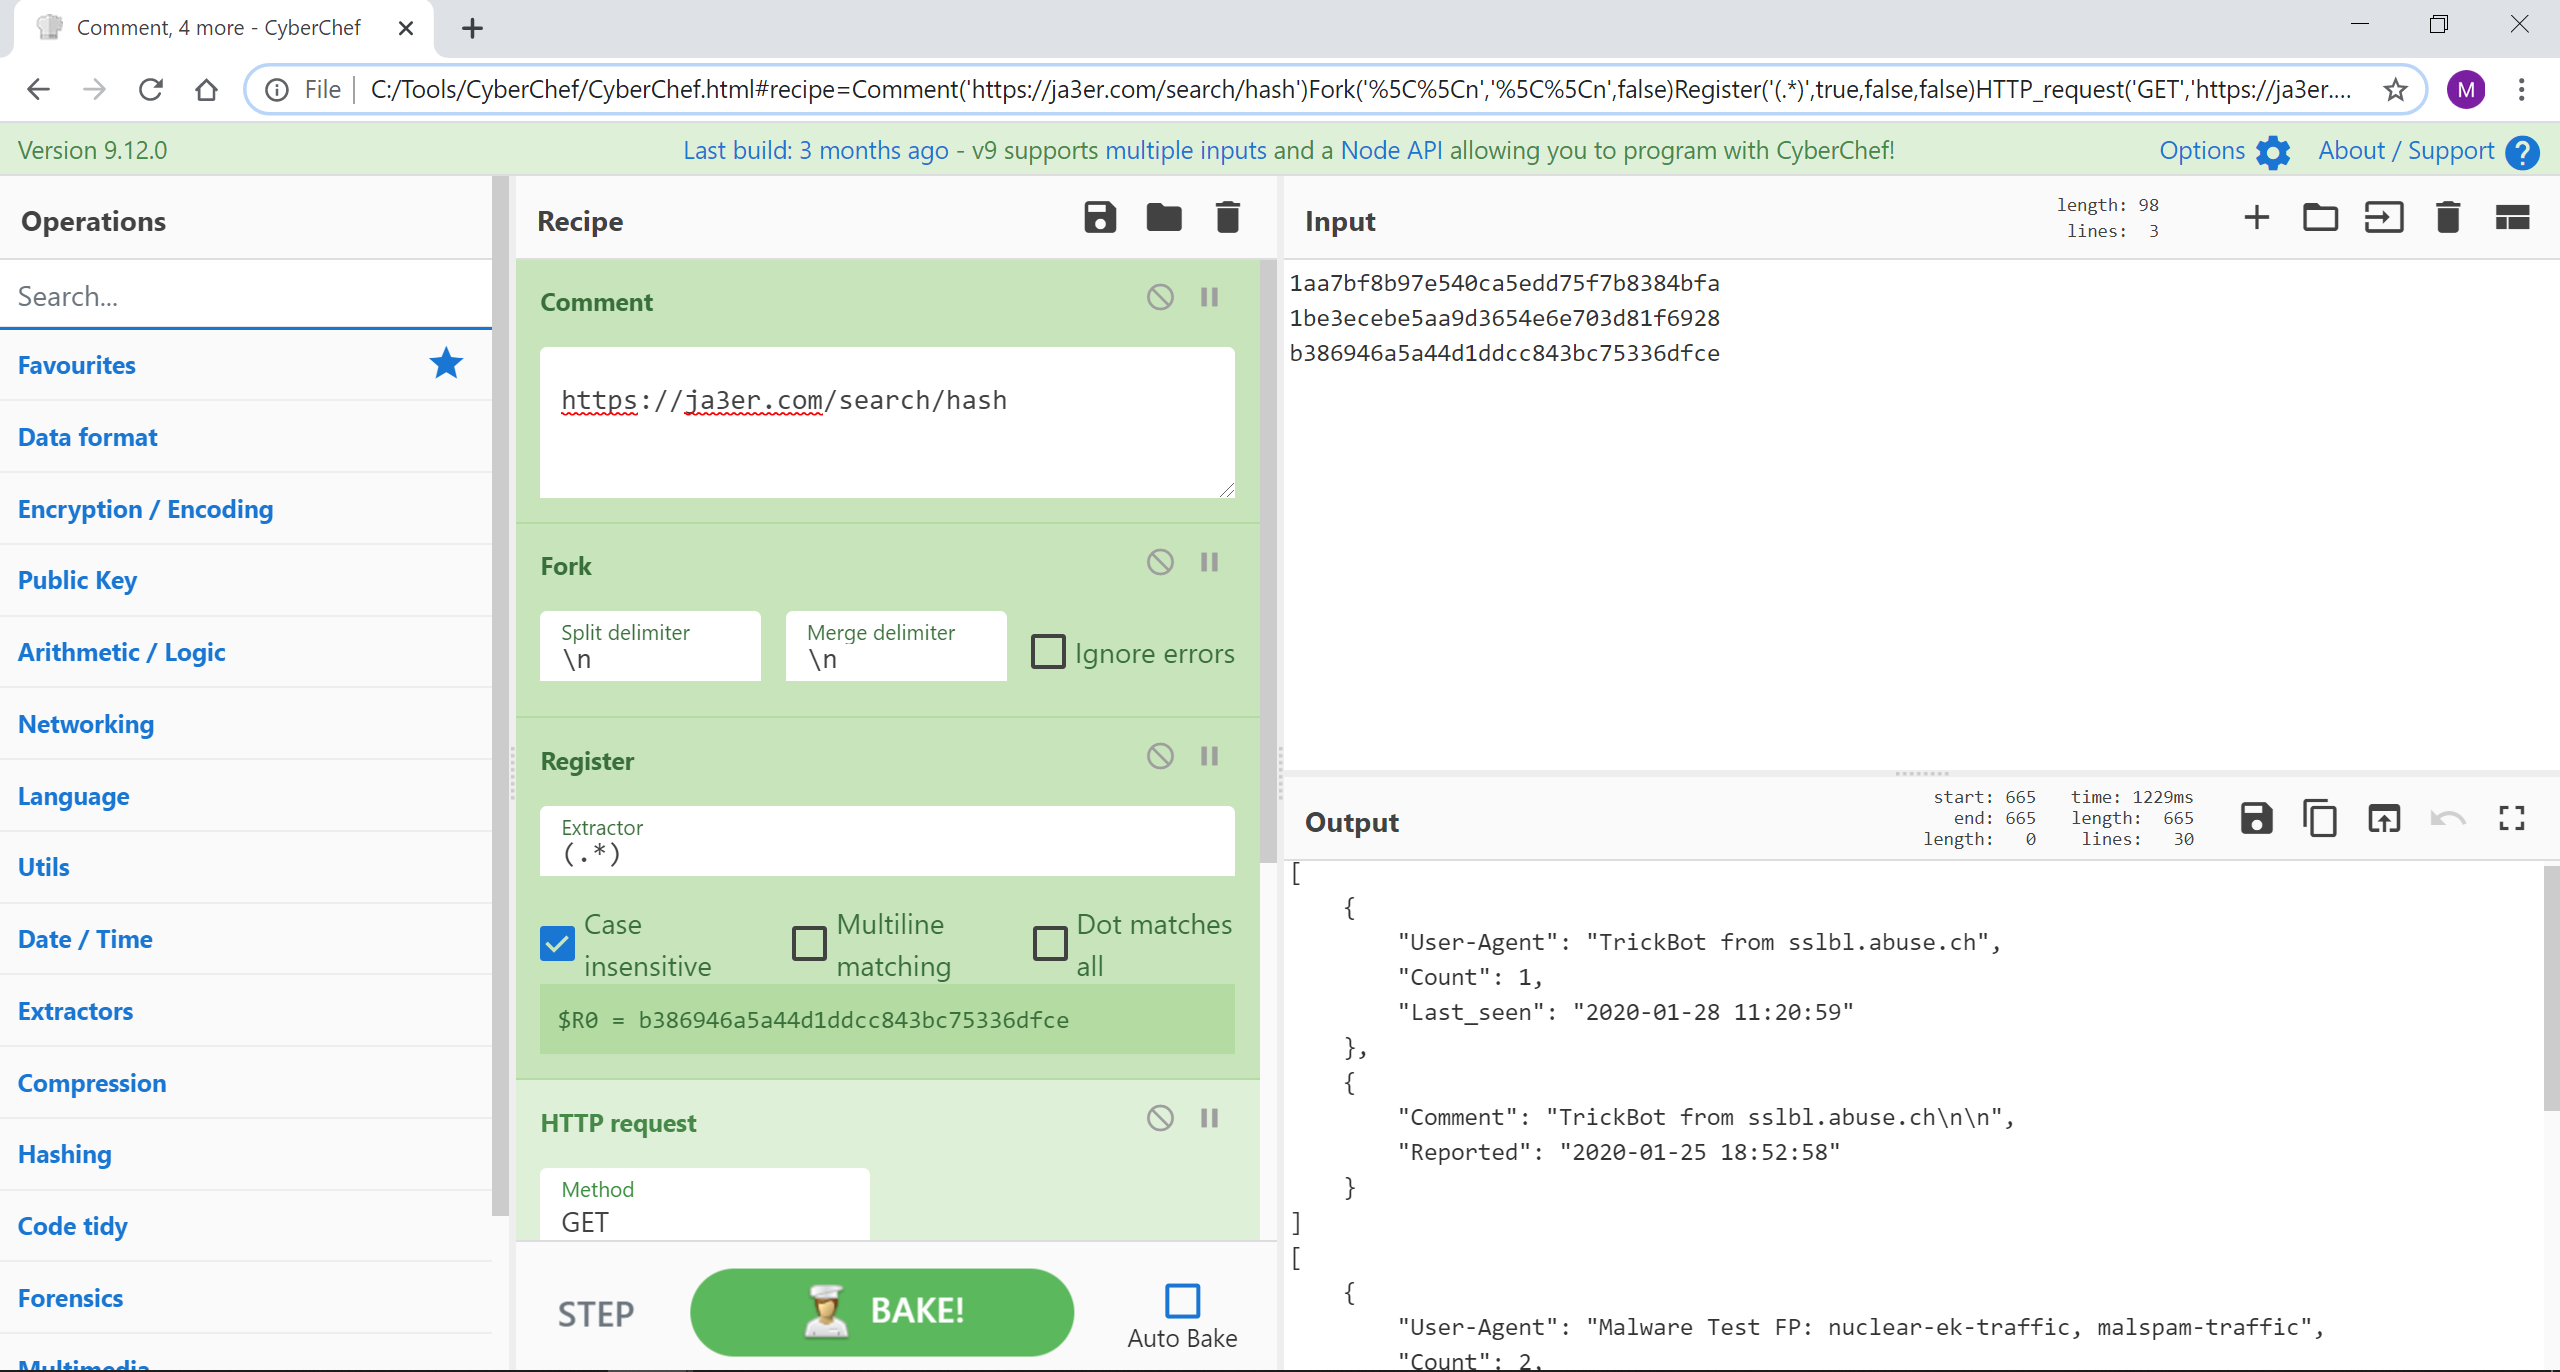 Comment, 4 more - CyberChef
File
C:/Tools/CyberChef/CyberChef.html#recipe=Comment('https://ja3er.com/search/hash')Fork('%5C%5Cn','%5C%5Cn',false)Register('(.*)',true,false,false)HTTP_request('GET','https://ja3er....
M
Version 9.12.0
Last build: 3 months ago - v9 supports multiple inputs and a Node API allowing you to program with CyberChef!
Options
About / Support
Operations
Search...
Favourites
Data format
Encryption / Encoding
Public Key
Arithmetic / Logic
Networking
Language
Utils
Date / Time
Extractors
Compression
Hashing
Code tidy
Forensics
Multimedia
Recipe
Comment
https://ja3er.com/search/hash
Fork
Split delimiter
\n
Merge delimiter
\n
Ignore errors
Register
Extractor
(.*)
Case insensitive
Multiline matching
Dot matches all
$R0 = b386946a5a44d1ddcc843bc75336dfce
HTTP request
Method
GET
STEP
BAKE!
Auto Bake
Input
length: 98
lines: 3
1aa7bf8b97e540ca5edd75f7b8384bfa
1be3ecebe5aa9d3654e6e703d81f6928
b386946a5a44d1ddcc843bc75336dfce
Output
start: 665
end: 665
length: 0
time: 1229ms
length: 665
lines: 30
[
{
"User-Agent": "TrickBot from sslbl.abuse.ch",
"Count": 1,
"Last_seen": "2020-01-28 11:20:59"
},
{
"Comment": "TrickBot from sslbl.abuse.ch\n\n",
"Reported": "2020-01-25 18:52:58"
}
]
[
{
"User-Agent": "Malware Test FP: nuclear-ek-traffic, malspam-traffic",
"Count": 2,